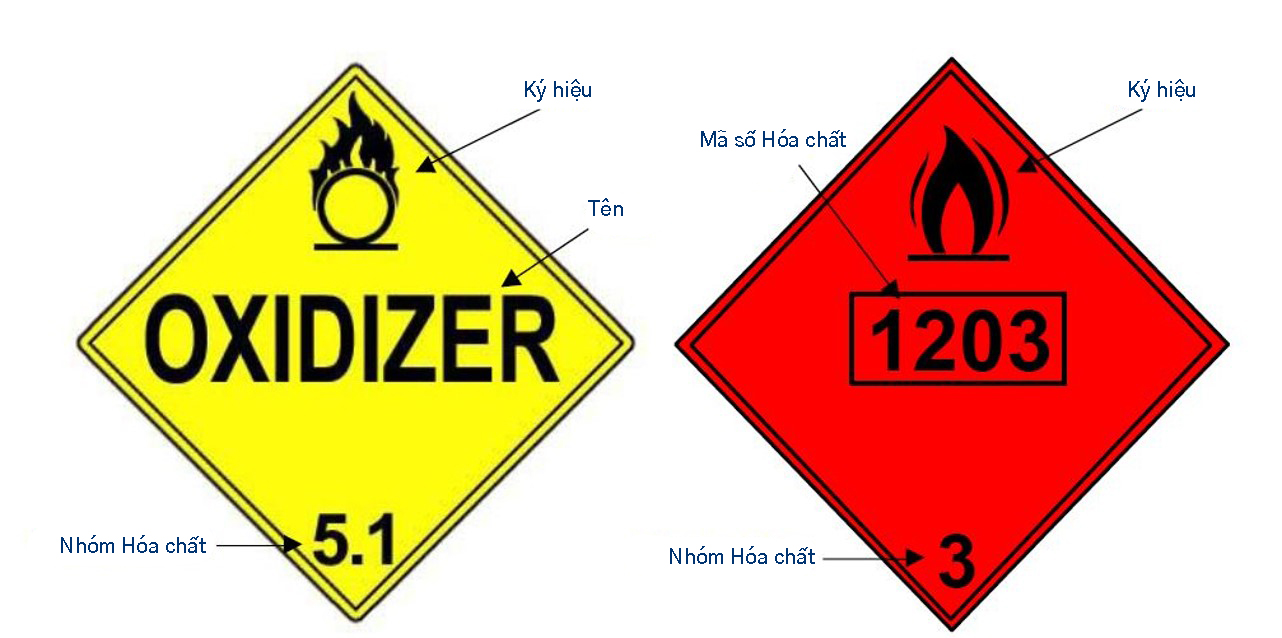 Ký hiệu
Tên
OXIDIZER
Nhóm Hóa chất
5.1
Ký hiệu
Mã số Hóa chất
1203
Nhóm Hóa chất
3